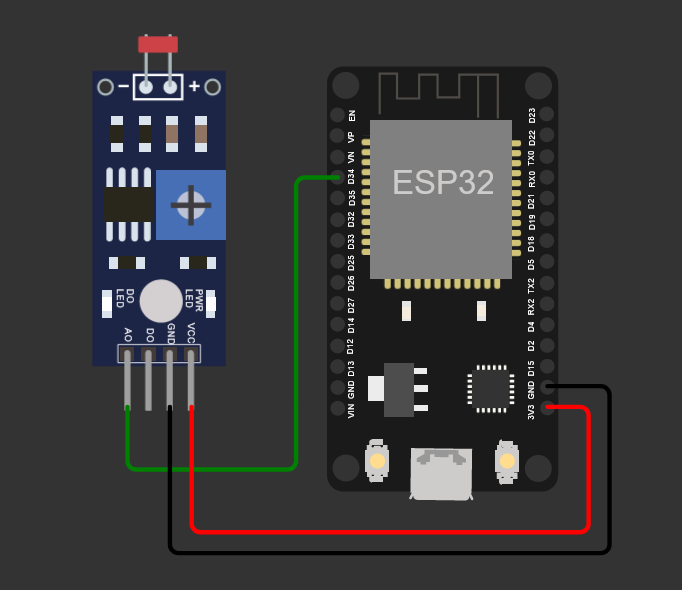 − +
DO
LED
PWR
LED
AO
DO
GND
VCC
ESP32
EN
VP
VN
D34
D35
D32
D33
D25
D26
D27
D14
D12
D13
GND
VIN
D23
D22
TX0
RX0
D21
D19
D18
D5
TX2
RX2
D4
D2
D15
GND
3V3